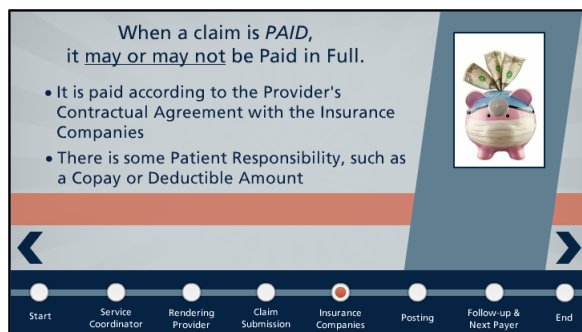 When a claim is PAID,
it may or may not be Paid in Full.
• It is paid according to the Provider's
Contractual Agreement with the Insurance
Companies
• There is some Patient Responsibility, such as
a Copay or Deductible Amount
Start
Service
Coordinator
Rendering
Provider
Claim
Submission
Insurance
Companies
Posting
Follow-up &
Next Payer
End